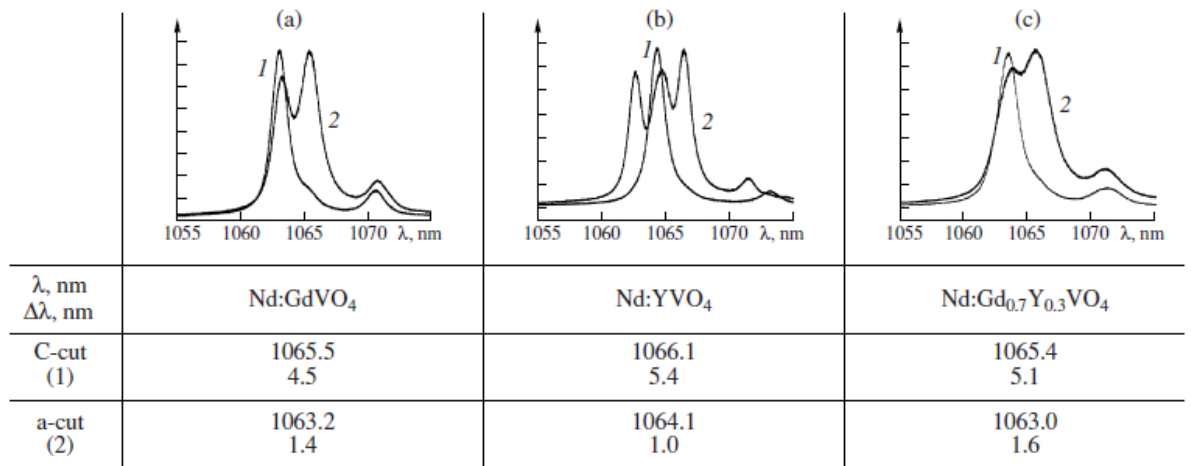 (a) (b) (c)
1 2
1 2
1 2
1055 1060 1065 1070 λ, nm
1055 1060 1065 1070 λ, nm
1055 1060 1065 1070 λ, nm
λ, nm
Δλ, nm
Nd:GdVO₄ Nd:YVO₄ Nd:Gd₀.₇Y₀.₃VO₄
C-cut
(1)
1065.5 1066.1 1065.4
4.5 5.4 5.1
a-cut
(2)
1063.2 1064.1 1063.0
1.4 1.0 1.6